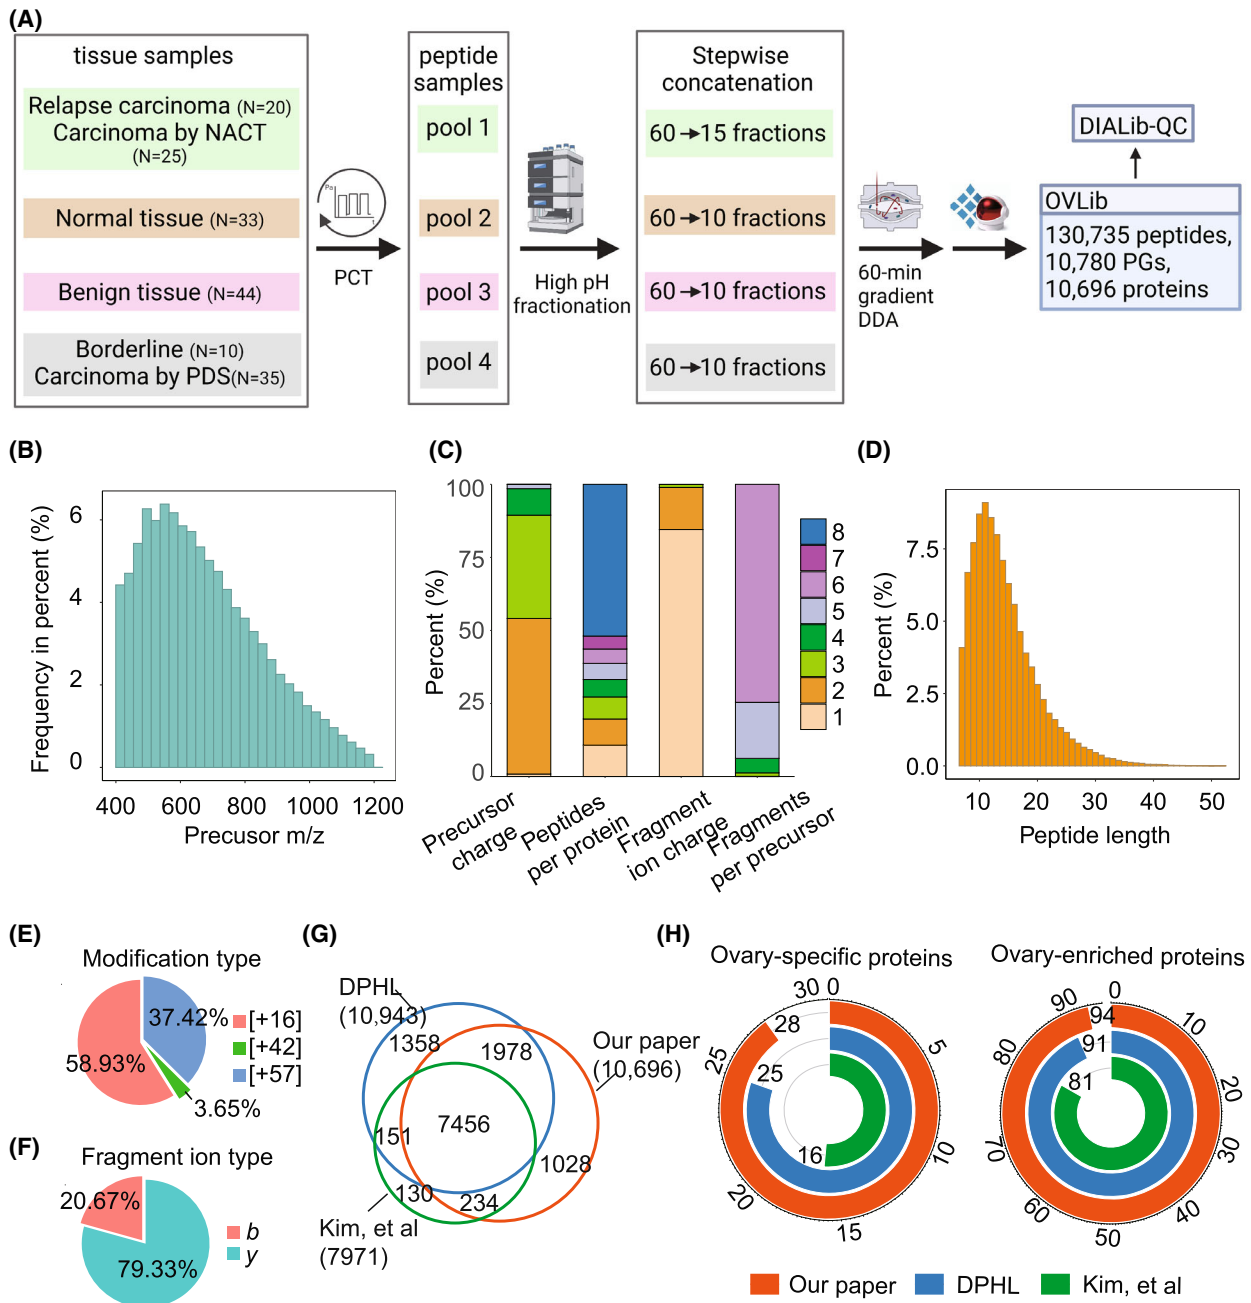 (A)
tissue samples
Relapse carcinoma (N=20)
Carcinoma by NACT
(N=25)
Normal tissue (N=33)
Benign tissue (N=44)
Borderline (N=10)
Carcinoma by PDS(N=35)
Pa
t
PCT
peptide
samples
pool 1
pool 2
pool 3
pool 4
High pH
fractionation
Stepwise
concatenation
60→15 fractions
60→10 fractions
60→10 fractions
60→10 fractions
60-min
gradient
DDA
DIALib-QC
OVLib
130,735 peptides,
10,780 PGs,
10,696 proteins
(B)
Frequency in percent (%)
6
4
2
0
400 600 800 1000 1200
Precusor m/z
(C)
Percent (%)
100
75
50
25
0
Precursor
charge
Peptides
per protein
Fragment
ion charge
Fragments
per precursor
8
7
6
5
4
3
2
1
(D)
Percent (%)
7.5
5.0
2.5
0.0
10 20 30 40 50
Peptide length
(E)
Modification type
37.42%
58.93%
3.65%
[+16]
[+42]
[+57]
(F)
Fragment ion type
20.67%
79.33%
b
y
(G)
DPHL
(10,943)
1358
1978
Our paper
(10,696)
7456
151
1028
130
234
Kim, et al
(7971)
(H)
Ovary-specific proteins
30 0
28
5
25
25
16
10
20
15
Ovary-enriched proteins
0
90
94
10
91
80
81
20
70
30
60
40
50
Our paper
DPHL
Kim, et al